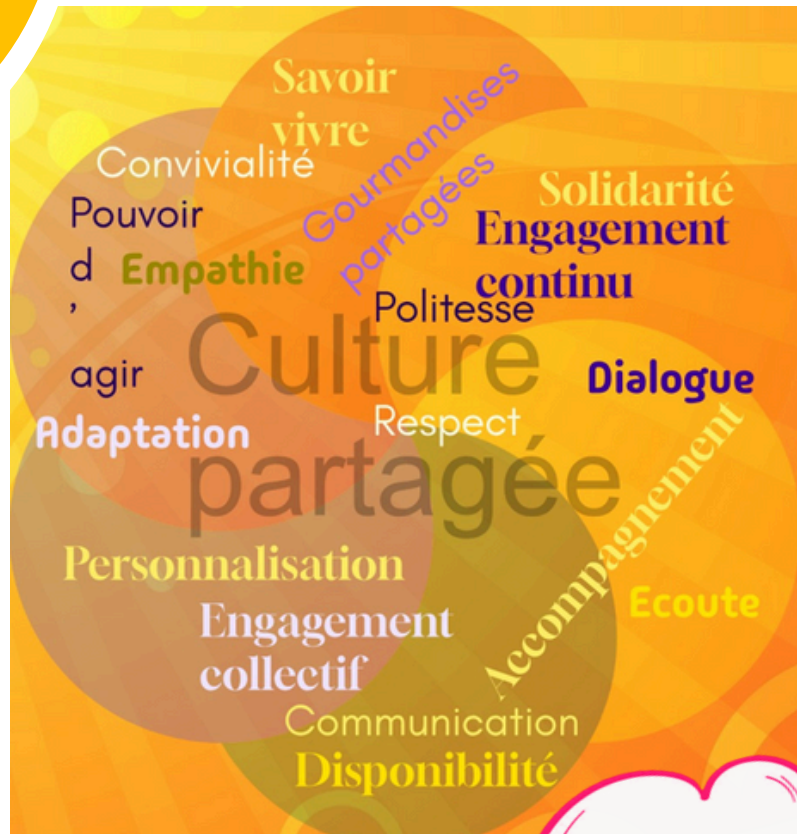 Savoir
vivre
Gourmandises
partagées
Convivialité
Solidarité
Pouvoir
d
’
agir
Empathie
Engagement
continu
Politesse
Culture
partagée
Dialogue
Adaptation
Respect
Accompagnement
Personnalisation
Ecoute
Engagement
collectif
Communication
Disponibilité